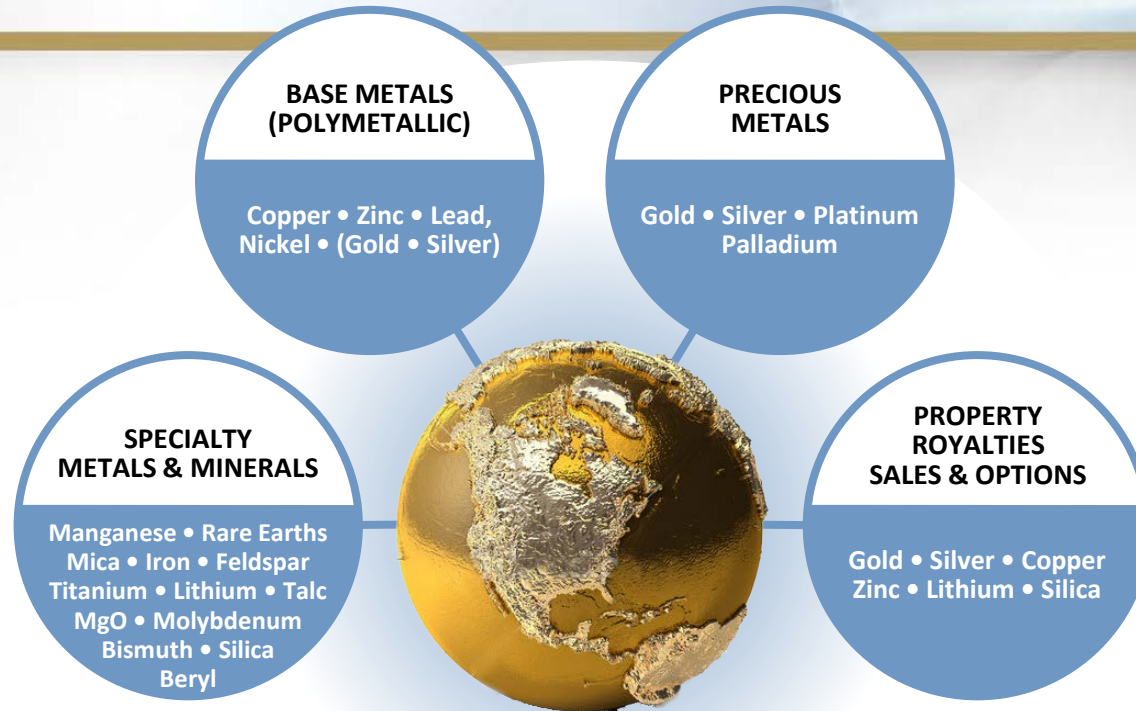 BASE METALS
(POLYMETALLIC)
Copper • Zinc • Lead,
Nickel • (Gold • Silver)
PRECIOUS
METALS
Gold • Silver • Platinum
Palladium
SPECIALTY
METALS & MINERALS
Manganese • Rare Earths
Mica • Iron • Feldspar
Titanium • Lithium • Talc
MgO • Molybdenum
Bismuth • Silica
Beryl
PROPERTY
ROYALTIES
SALES & OPTIONS
Gold • Silver • Copper
Zinc • Lithium • Silica